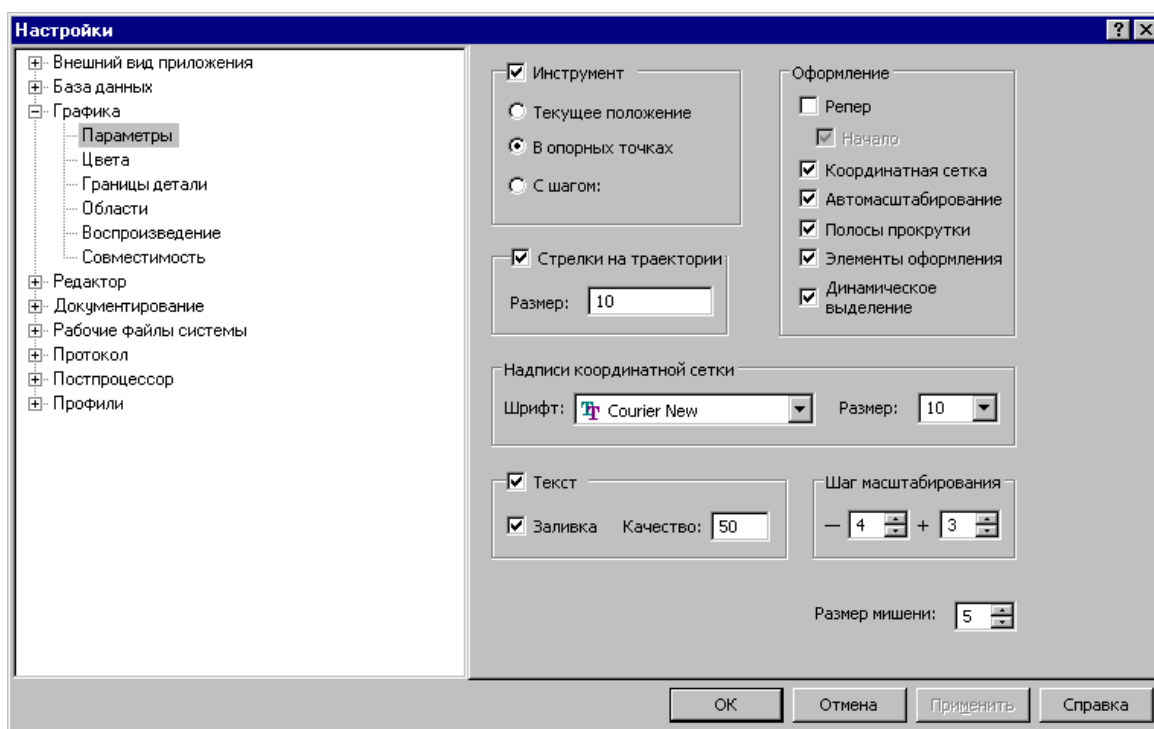 Настройки
Внешний вид приложения
База данных
Графика
Параметры
Цвета
Границы детали
Области
Воспроизведение
Совместимость
Редактор
Документирование
Рабочие файлы системы
Протокол
Постпроцессор
Профили
Инструмент
Текущее положение
В опорных точках
С шагом:
Стрелки на траектории
Размер: 10
Оформление
Репер
Начало
Координатная сетка
Автомасштабирование
Полосы прокрутки
Элементы оформления
Динамическое
выделение
Надписи координатной сетки
Шрифт: Courier New Размер: 10
Текст
Заливка Качество: 50
Шаг масштабирования
— 4 + 3
Размер мишени: 5
ОК Отмена Применить Справка